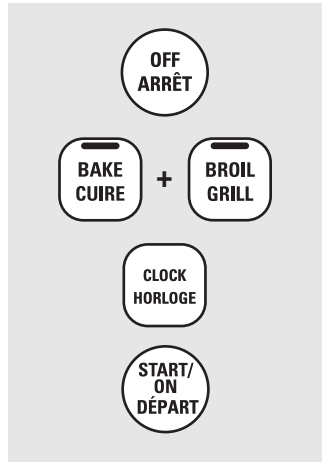 OFF
ARRÊT
BAKE
CUIRE
+
BROIL
GRILL
CLOCK
HORLOGE
START/
ON
DÉPART